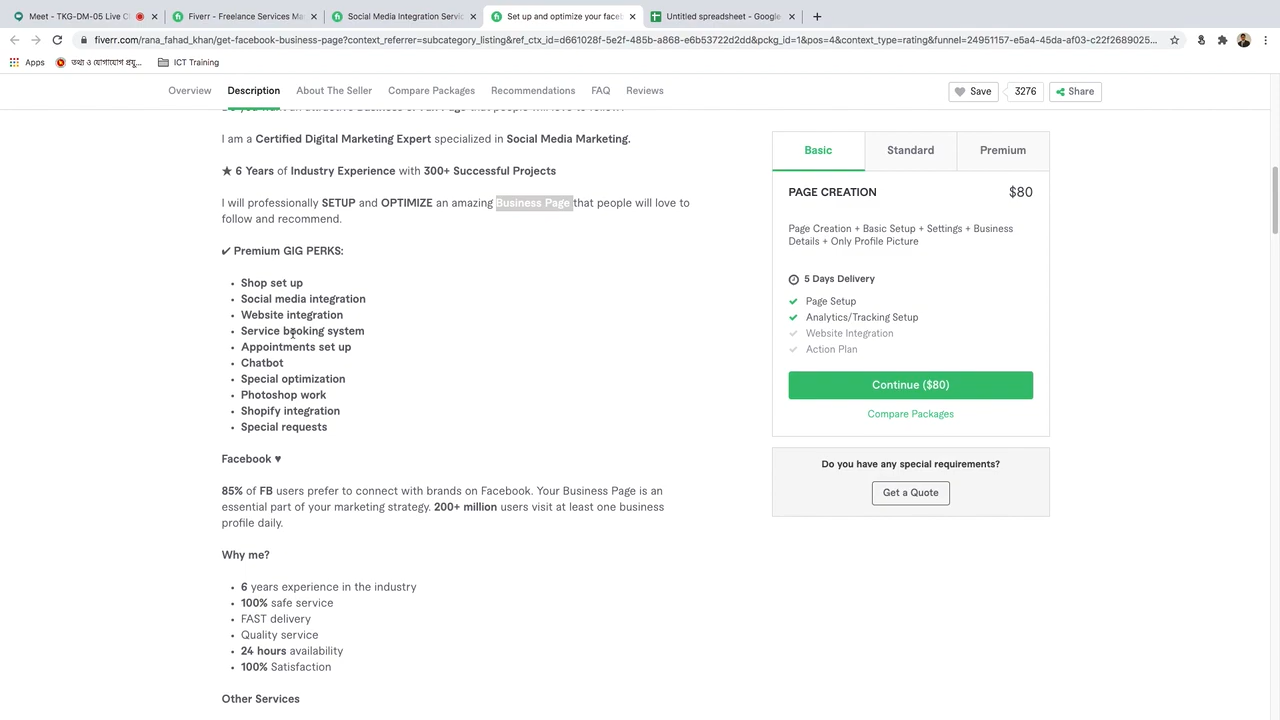 Meet - TKG-DM-05 Live C
Fiverr - Freelance Services Ma
Social Media Integration Servic
Set up and optimize your faceb
Untitled spreadsheet - Google
fiverr.com/rana_fahad_khan/get-facebook-business-page?context_referrer=subcategory_listing&ref_ctx_id=d661028f-5e2f-485b-a868-e6b53722d2dd&pckg_id=1&pos=4&context_type=rating&funnel=24951157-e5a4-45da-af03-c22f2689025...
Apps
তথ্য ও যোগাযোগ প্রযু...
ICT Training
Overview
Description
About The Seller
Compare Packages
Recommendations
FAQ
Reviews
Save
3276
Share
I am a Certified Digital Marketing Expert specialized in Social Media Marketing.
★ 6 Years of Industry Experience with 300+ Successful Projects
I will professionally SETUP and OPTIMIZE an amazing Business Page that people will love to
follow and recommend.
✔ Premium GIG PERKS:
• Shop set up
• Social media integration
• Website integration
• Service booking system
• Appointments set up
• Chatbot
• Special optimization
• Photoshop work
• Shopify integration
• Special requests
Facebook ♥
85% of FB users prefer to connect with brands on Facebook. Your Business Page is an
essential part of your marketing strategy. 200+ million users visit at least one business
profile daily.
Why me?
• 6 years experience in the industry
• 100% safe service
• FAST delivery
• Quality service
• 24 hours availability
• 100% Satisfaction
Other Services
Basic
Standard
Premium
PAGE CREATION
$80
Page Creation + Basic Setup + Settings + Business
Details + Only Profile Picture
5 Days Delivery
Page Setup
Analytics/Tracking Setup
Website Integration
Action Plan
Continue ($80)
Compare Packages
Do you have any special requirements?
Get a Quote